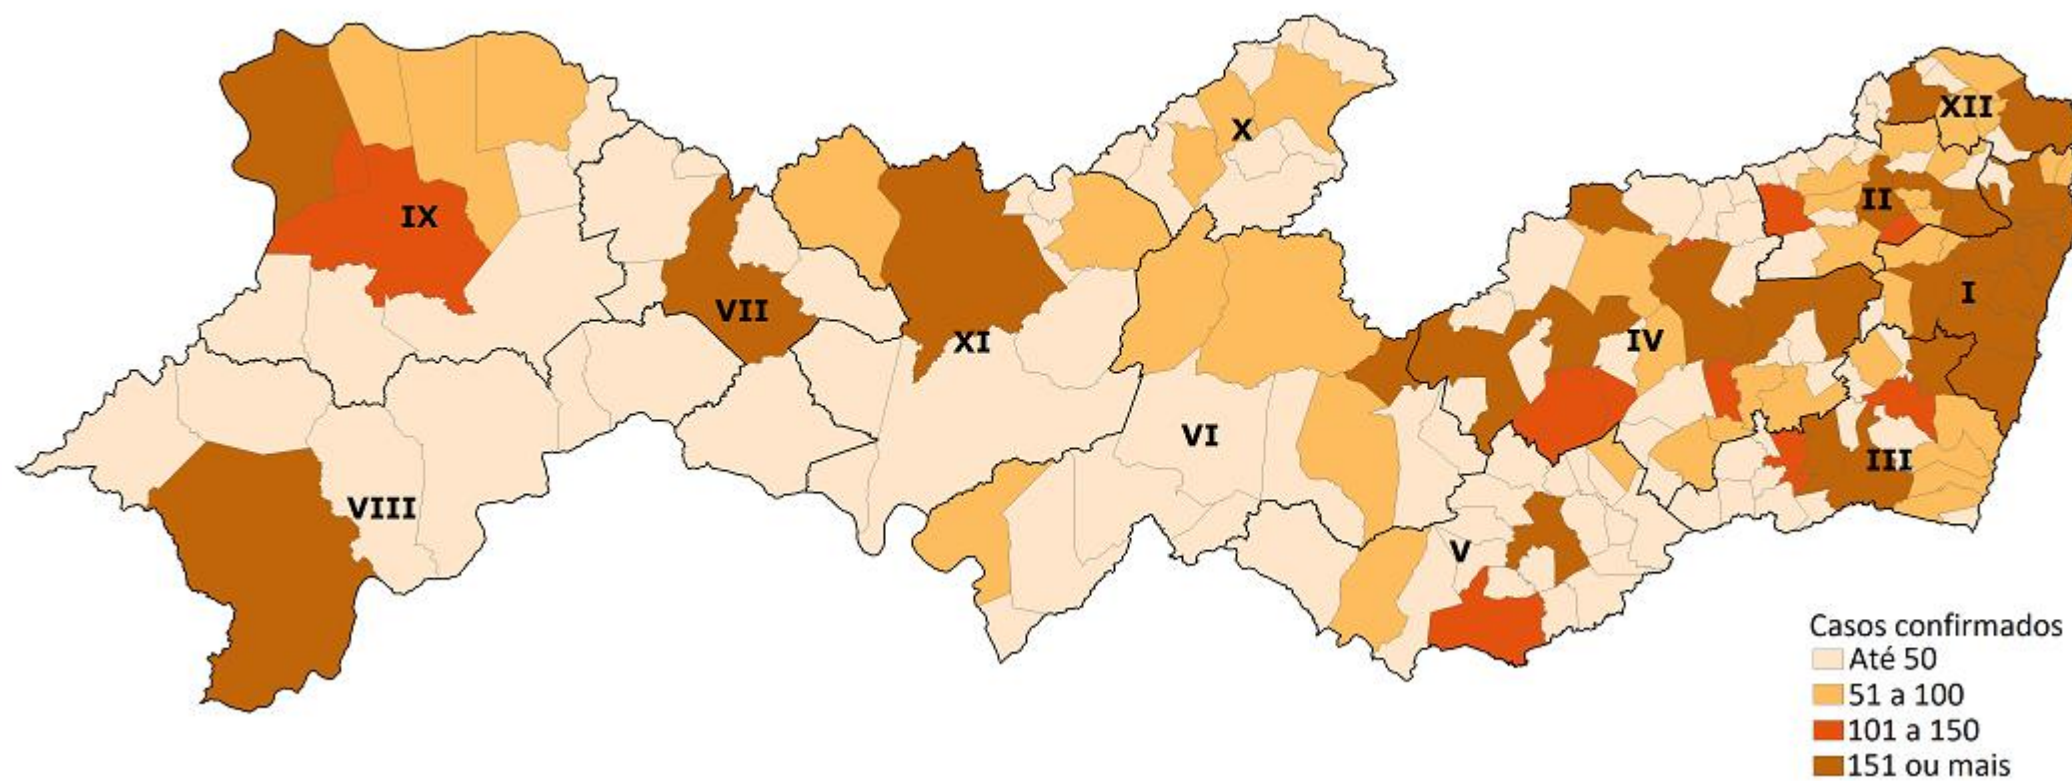 XII
X
II
IX
I
VII
XI
IV
VI
III
VIII
V
Casos confirmados
Até 50
51 a 100
101 a 150
151 ou mais